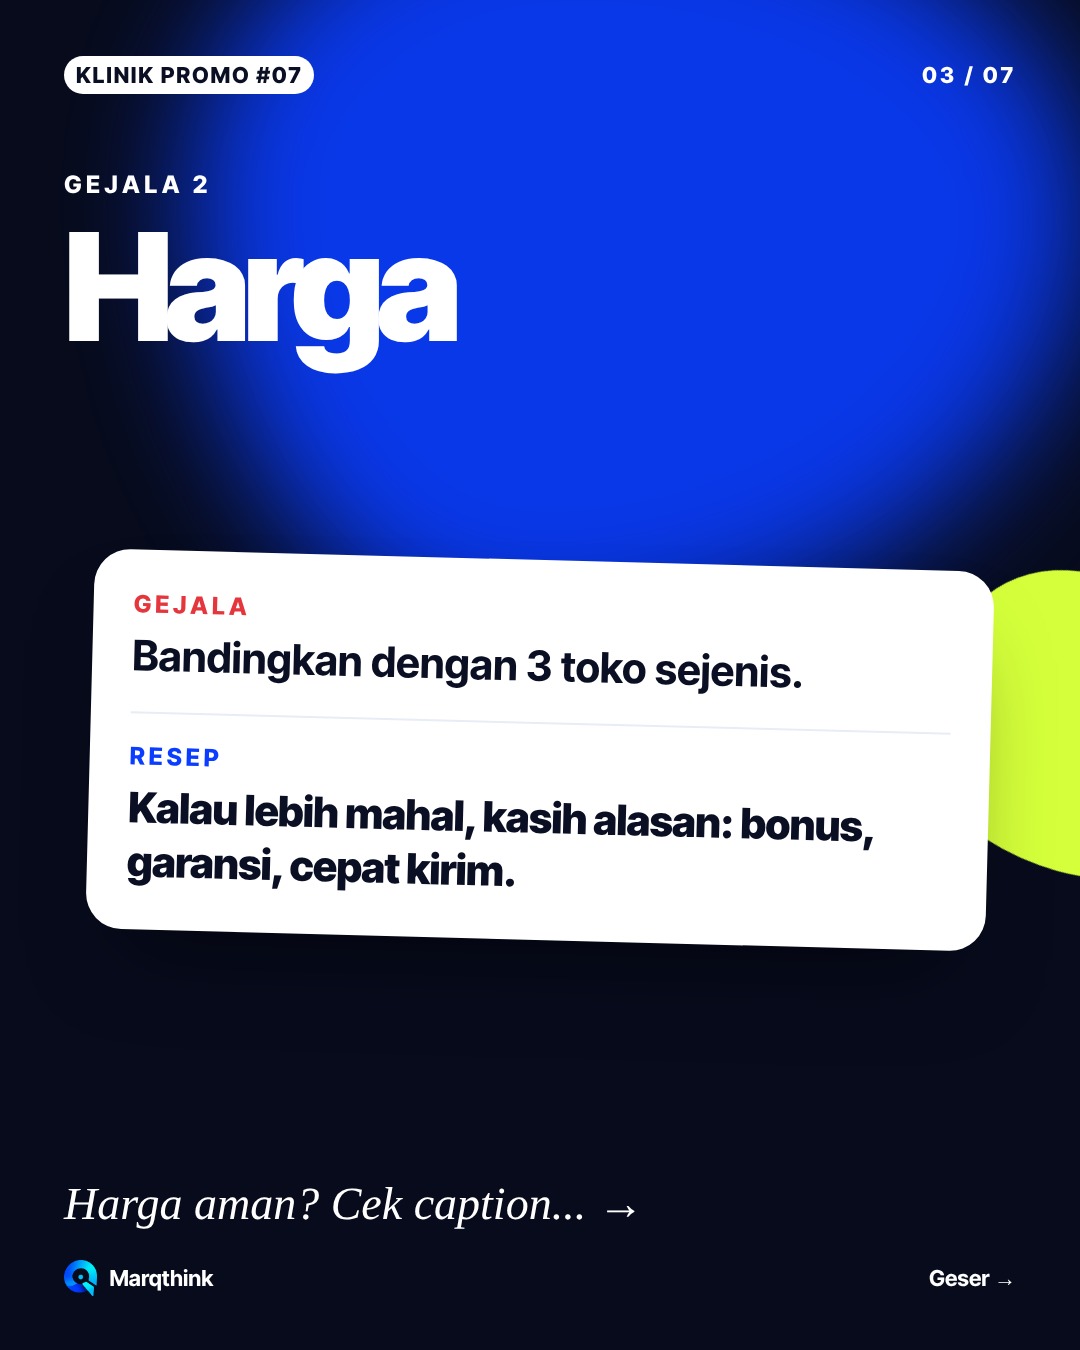 KLINIK PROMO #07
03 / 07
GEJALA 2
Harga
GEJALA
Bandingkan dengan 3 toko sejenis.
RESEP
Kalau lebih mahal, kasih alasan: bonus,
garansi, cepat kirim.
Harga aman? Cek caption... →
Marqthink
Geser →